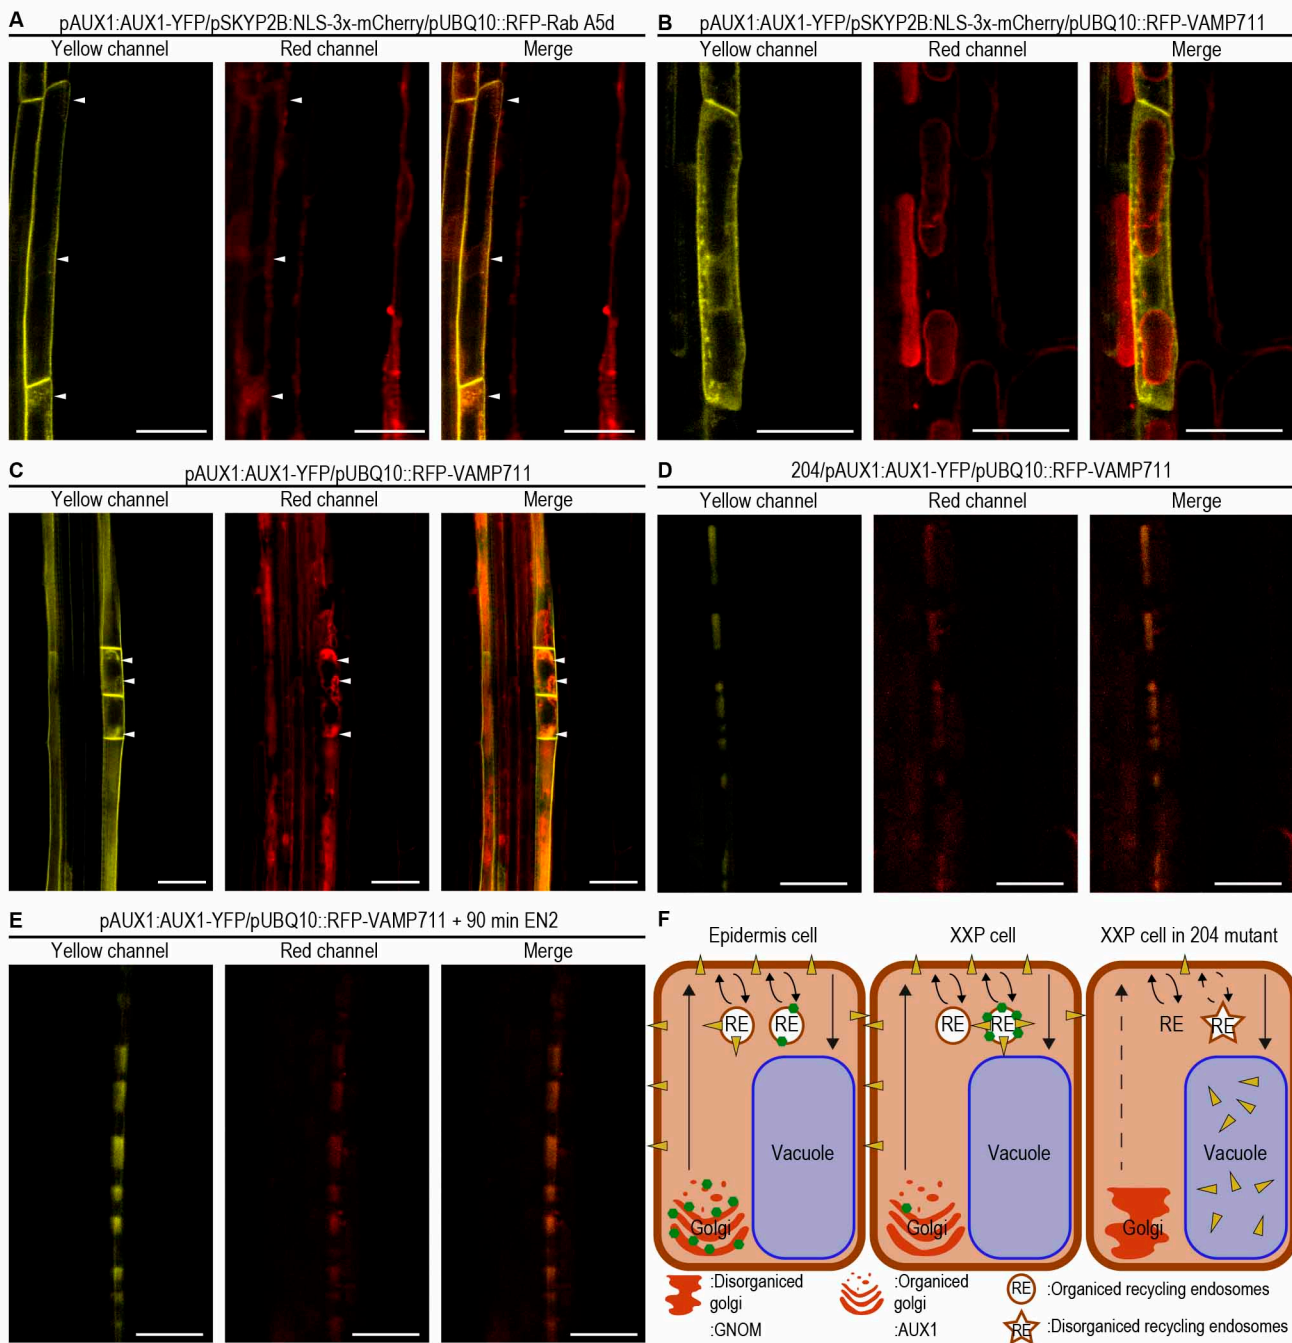 A pAUX1:AUX1-YFP/pSKYP2B:NLS-3x-mCherry/pUBQ10::RFP-Rab A5d
Yellow channel Red channel Merge
B pAUX1:AUX1-YFP/pSKYP2B:NLS-3x-mCherry/pUBQ10::RFP-VAMP711
Yellow channel Red channel Merge
C pAUX1:AUX1-YFP/pUBQ10::RFP-VAMP711
Yellow channel Red channel Merge
D 204/pAUX1:AUX1-YFP/pUBQ10::RFP-VAMP711
Yellow channel Red channel Merge
E pAUX1:AUX1-YFP/pUBQ10::RFP-VAMP711 + 90 min EN2
Yellow channel Red channel Merge
F
Epidermis cell XXP cell XXP cell in 204 mutant
RE RE RE RE RE RE
Vacuole Vacuole Vacuole
Golgi Golgi Golgi
:Disorganiced
golgi
:Organiced
golgi
RE :Organiced recycling endosomes
:GNOM :AUX1
RE :Disorganiced recycling endosomes